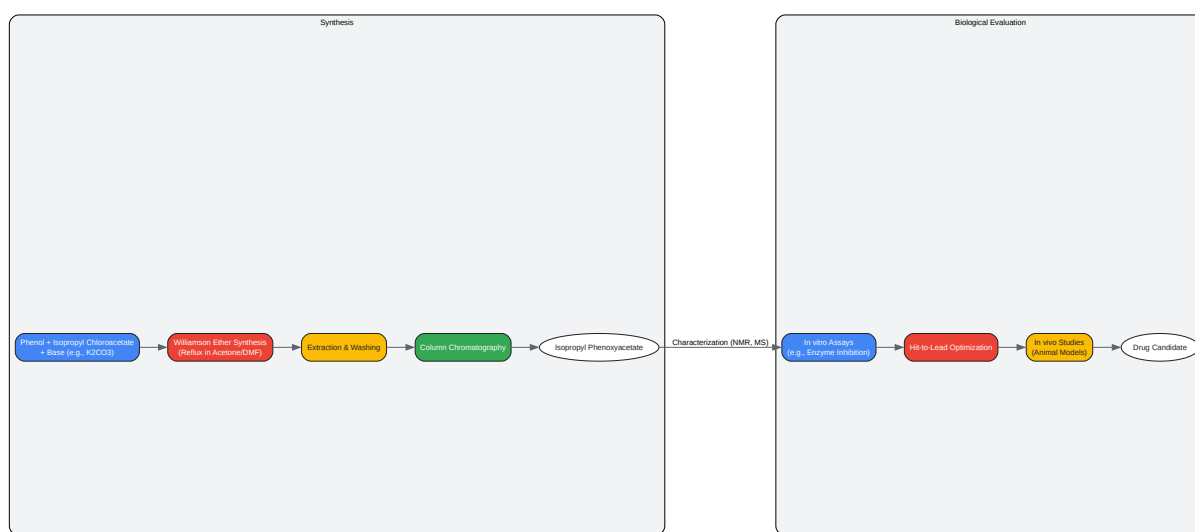 Synthesis
Biological Evaluation
Phenol + Isopropyl Chloroacetate
+ Base (e.g., K2CO3)
Williamson Ether Synthesis
(Reflux in Acetone/DMF)
Extraction & Washing
Column Chromatography
Isopropyl Phenoxyacetate
Characterization (NMR, MS)
In vitro Assays
(e.g., Enzyme Inhibition)
Hit-to-Lead Optimization
In vivo Studies
(Animal Models)
Drug Candidate